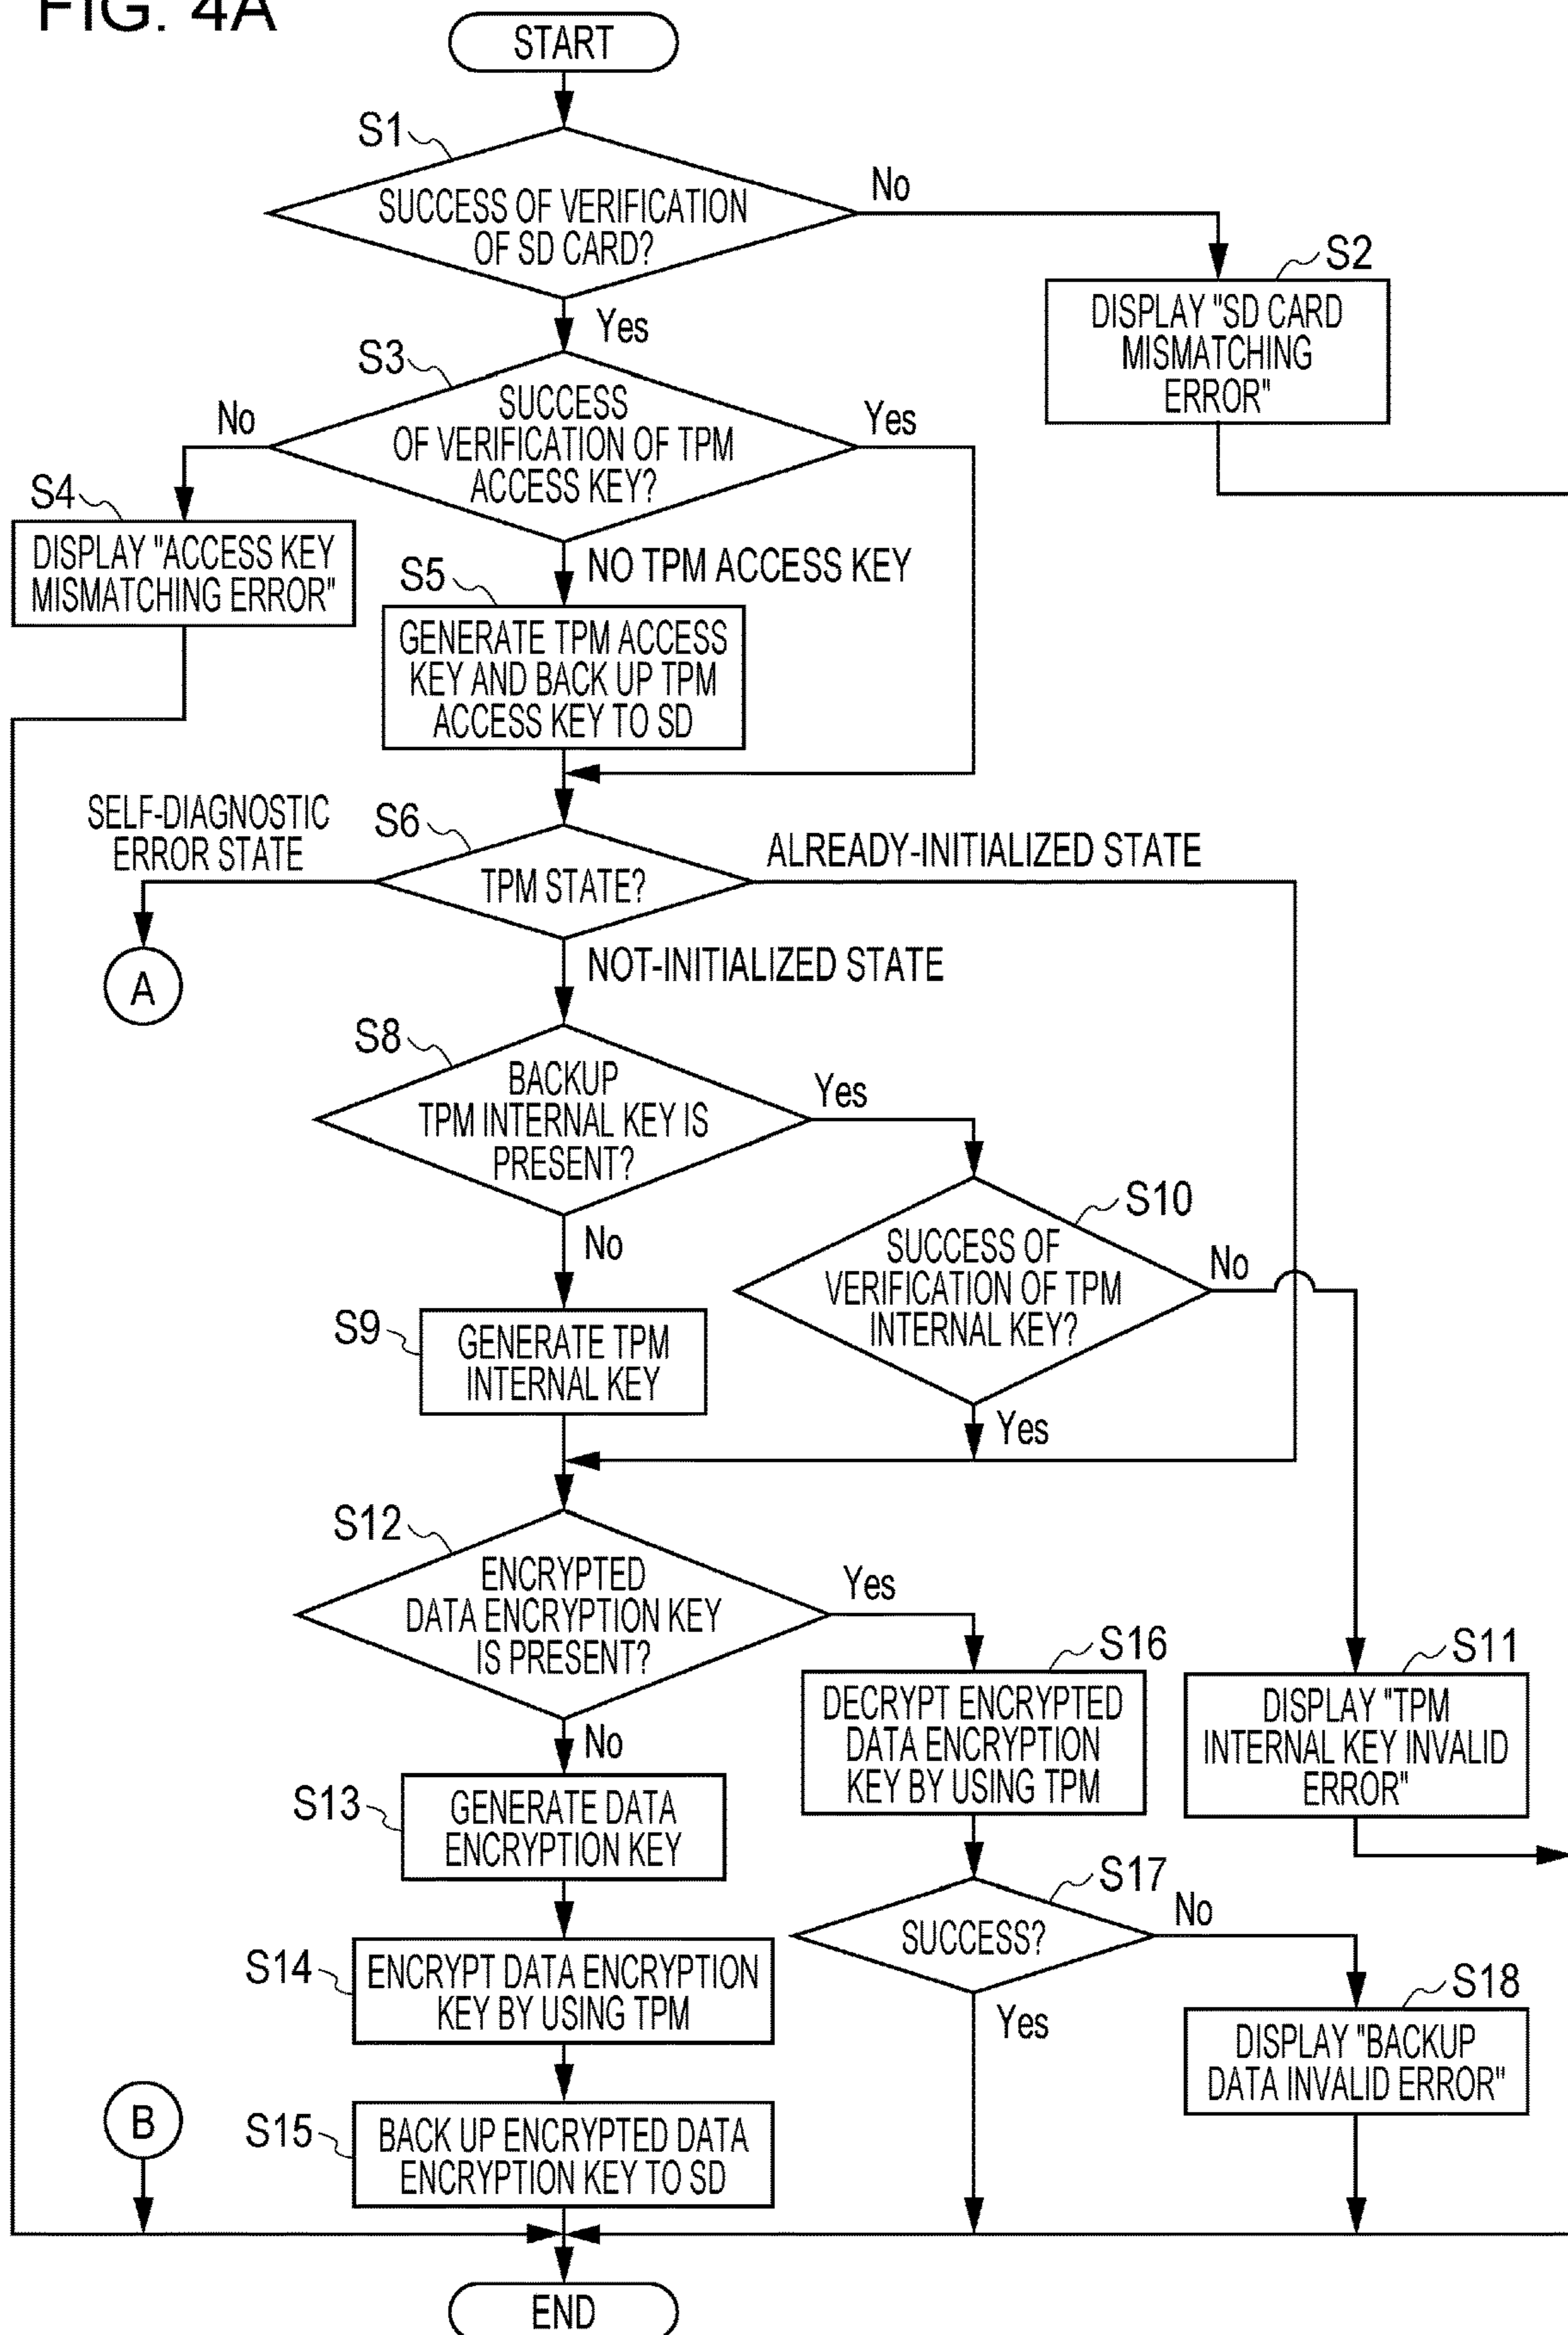 FIG. 4A
START
S1
SUCCESS OF VERIFICATION
OF SD CARD?
No
Yes
S2
DISPLAY "SD CARD
MISMATCHING
ERROR"
S3
SUCCESS
OF VERIFICATION OF TPM
ACCESS KEY?
No
Yes
S4
DISPLAY "ACCESS KEY
MISMATCHING ERROR"
NO TPM ACCESS KEY
S5
GENERATE TPM ACCESS
KEY AND BACK UP TPM
ACCESS KEY TO SD
SELF-DIAGNOSTIC
ERROR STATE
S6
TPM STATE?
ALREADY-INITIALIZED STATE
A
NOT-INITIALIZED STATE
S8
BACKUP
TPM INTERNAL KEY IS
PRESENT?
Yes
No
S10
SUCCESS OF
VERIFICATION OF TPM
INTERNAL KEY?
No
Yes
S9
GENERATE TPM
INTERNAL KEY
S12
ENCRYPTED
DATA ENCRYPTION KEY
IS PRESENT?
Yes
No
S16
DECRYPT ENCRYPTED
DATA ENCRYPTION
KEY BY USING TPM
S11
DISPLAY "TPM
INTERNAL KEY INVALID
ERROR"
S13
GENERATE DATA
ENCRYPTION KEY
S17
SUCCESS?
No
Yes
S14
ENCRYPT DATA ENCRYPTION
KEY BY USING TPM
S18
DISPLAY "BACKUP
DATA INVALID ERROR"
B
S15
BACK UP ENCRYPTED DATA
ENCRYPTION KEY TO SD
END